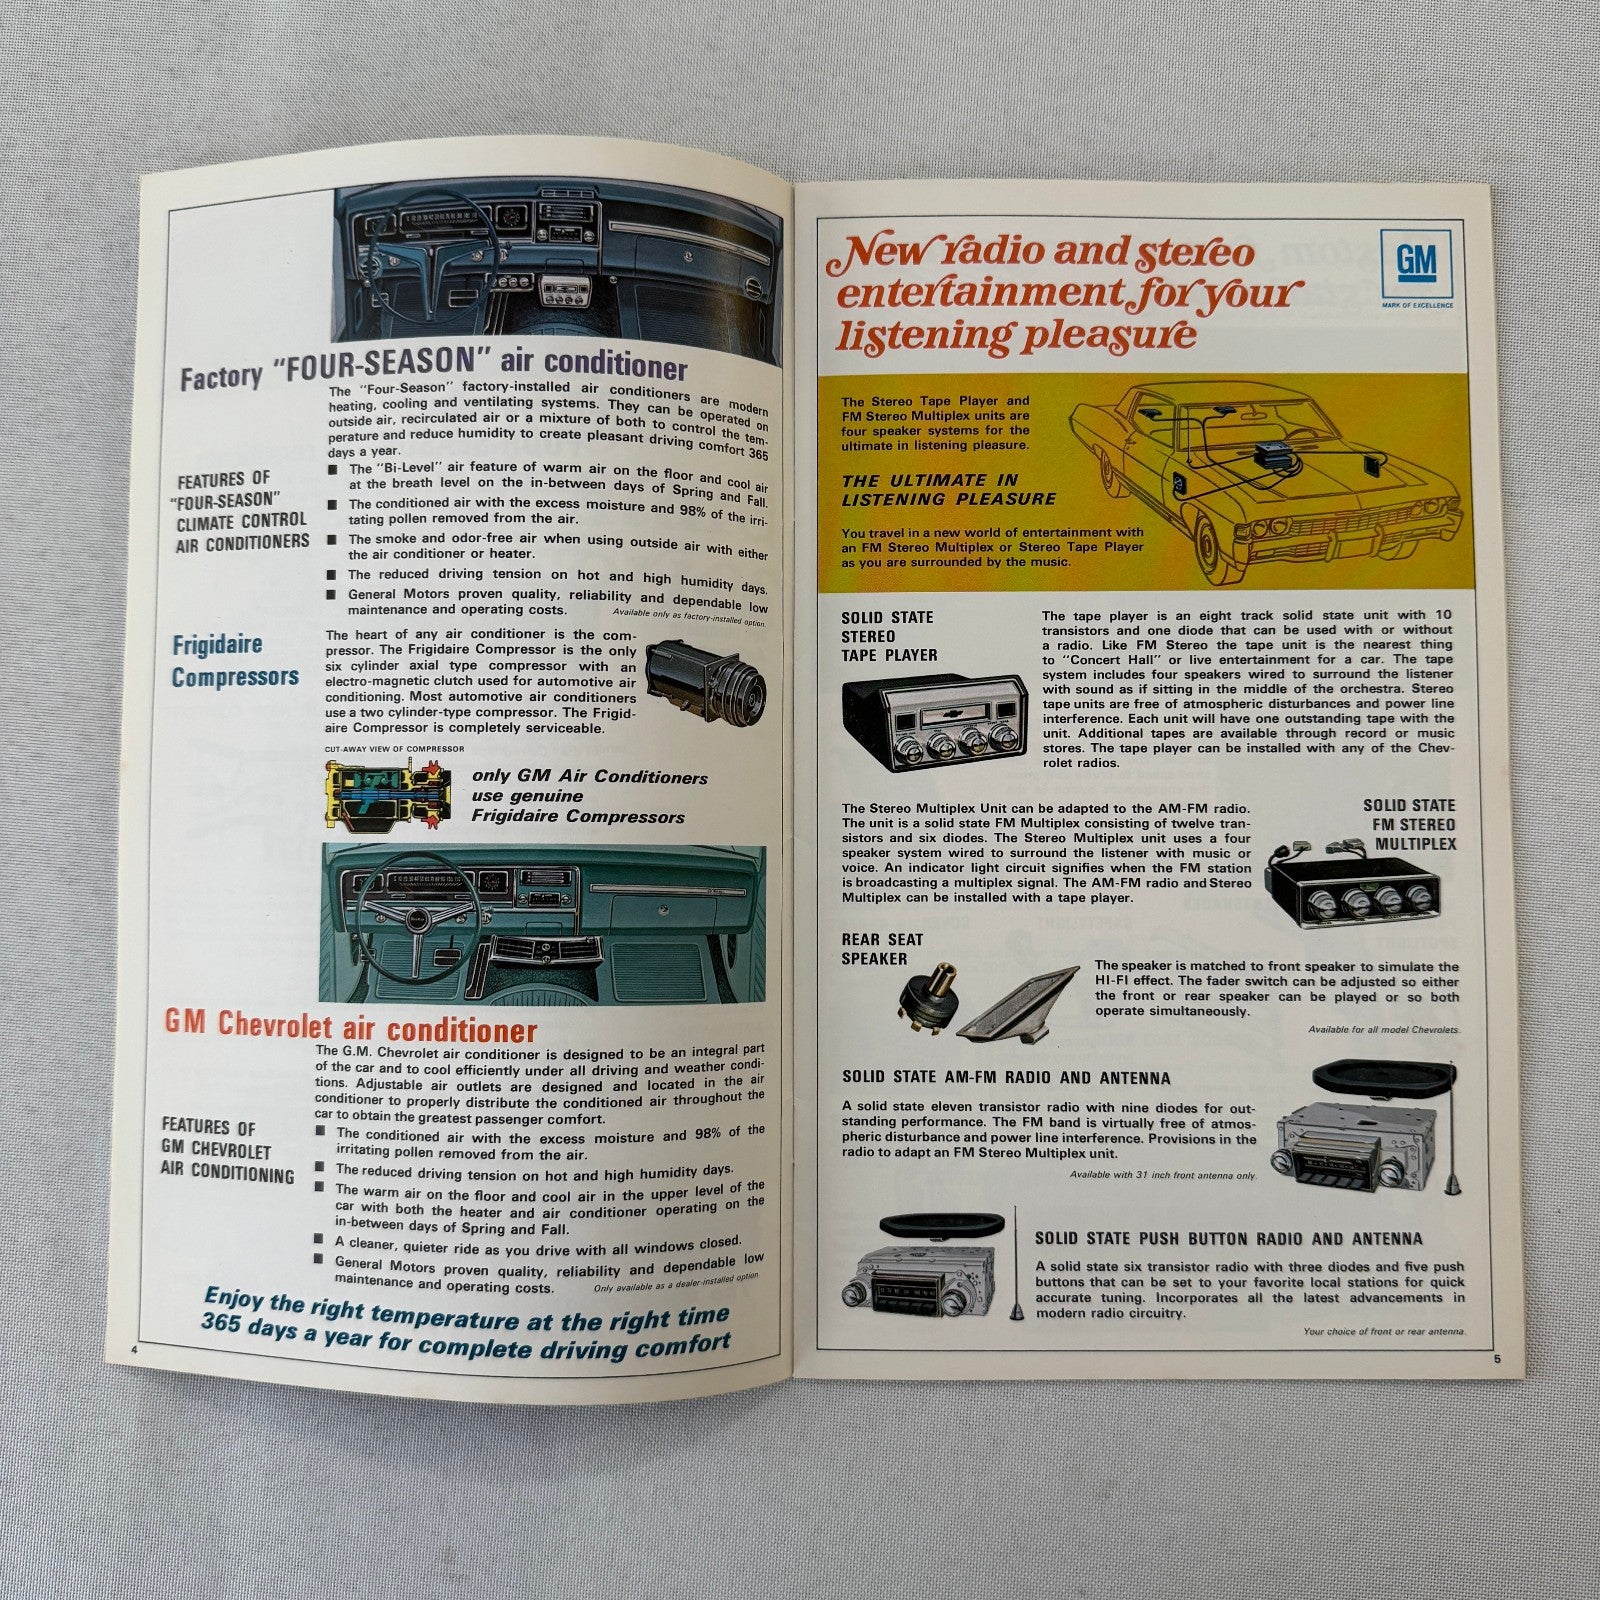 Factory "FOUR-SEASON" air conditioner
The "Four-Season" factory-installed air conditioners are modern
heating, cooling and ventilating systems. They can be operated on
outside air, recirculated air or a mixture of both to control the tem-
perature and reduce humidity to create pleasant driving comfort 365
days a year.
FEATURES OF
"FOUR-SEASON"
CLIMATE CONTROL
AIR CONDITIONERS
■ The "Bi-Level" air feature of warm air on the floor and cool air
at the breath level on the in-between days of Spring and Fall.
■ The conditioned air with the excess moisture and 98% of the irri-
tating pollen removed from the air.
■ The smoke and odor-free air when using outside air with either
the air conditioner or heater.
■ The reduced driving tension on hot and high humidity days.
■ General Motors proven quality, reliability and dependable low
maintenance and operating costs.
Available only as factory-installed option.
Frigidaire
Compressors
The heart of any air conditioner is the com-
pressor. The Frigidaire Compressor is the only
six cylinder axial type compressor with an
electro-magnetic clutch used for automotive air
conditioning. Most automotive air conditioners
use a two cylinder-type compressor. The Frigid-
aire Compressor is completely serviceable.
CUT-AWAY VIEW OF COMPRESSOR
only GM Air Conditioners
use genuine
Frigidaire Compressors
GM Chevrolet air conditioner
The G.M. Chevrolet air conditioner is designed to be an integral part
of the car and to cool efficiently under all driving and weather condi-
tions. Adjustable air outlets are designed and located in the air
conditioner to properly distribute the conditioned air throughout the
car to obtain the greatest passenger comfort.
FEATURES OF
GM CHEVROLET
AIR CONDITIONING
■ The conditioned air with the excess moisture and 98% of the
irritating pollen removed from the air.
■ The reduced driving tension on hot and high humidity days.
■ The warm air on the floor and cool air in the upper level of the
car with both the heater and air conditioner operating on the
in-between days of Spring and Fall.
■ A cleaner, quieter ride as you drive with all windows closed.
■ General Motors proven quality, reliability and dependable low
maintenance and operating costs.
Only available as a dealer-installed option.
Enjoy the right temperature at the right time
365 days a year for complete driving comfort
4
New radio and stereo
entertainment for your
listening pleasure
GM
MARK OF EXCELLENCE
The Stereo Tape Player and
FM Stereo Multiplex units are
four speaker systems for the
ultimate in listening pleasure.
THE ULTIMATE IN
LISTENING PLEASURE
You travel in a new world of entertainment with
an FM Stereo Multiplex or Stereo Tape Player
as you are surrounded by the music.
SOLID STATE
STEREO
TAPE PLAYER
The tape player is an eight track solid state unit with 10
transistors and one diode that can be used with or without
a radio. Like FM Stereo the tape unit is the nearest thing
to "Concert Hall" or live entertainment for a car. The tape
system includes four speakers wired to surround the listener
with sound as if sitting in the middle of the orchestra. Stereo
tape units are free of atmospheric disturbances and power line
interference. Each unit will have one outstanding tape with the
unit. Additional tapes are available through record or music
stores. The tape player can be installed with any of the Chev-
rolet radios.
The Stereo Multiplex Unit can be adapted to the AM-FM radio.
The unit is a solid state FM Multiplex consisting of twelve tran-
sistors and six diodes. The Stereo Multiplex unit uses a four
speaker system wired to surround the listener with music or
voice. An indicator light circuit signifies when the FM station
is broadcasting a multiplex signal. The AM-FM radio and Stereo
Multiplex can be installed with a tape player.
SOLID STATE
FM STEREO
MULTIPLEX
REAR SEAT
SPEAKER
The speaker is matched to front speaker to simulate the
HI-FI effect. The fader switch can be adjusted so either
the front or rear speaker can be played or so both
operate simultaneously.
Available for all model Chevrolets.
SOLID STATE AM-FM RADIO AND ANTENNA
A solid state eleven transistor radio with nine diodes for out-
standing performance. The FM band is virtually free of atmos-
pheric disturbance and power line interference. Provisions in the
radio to adapt an FM Stereo Multiplex unit.
Available with 31 inch front antenna only.
SOLID STATE PUSH BUTTON RADIO AND ANTENNA
A solid state six transistor radio with three diodes and five push
buttons that can be set to your favorite local stations for quick
accurate tuning. Incorporates all the latest advancements in
modern radio circuitry.
Your choice of front or rear antenna.
5